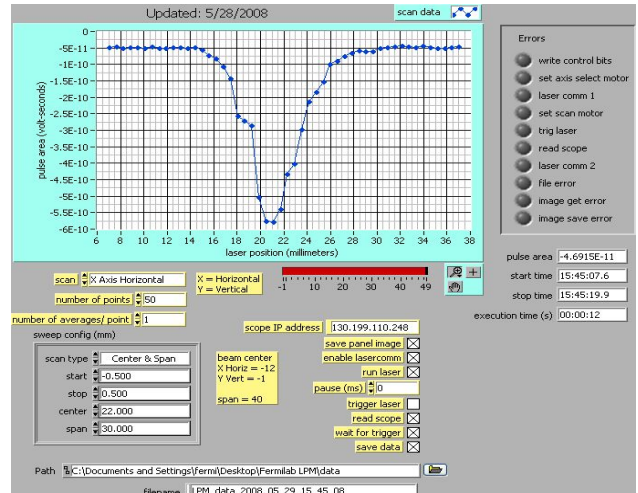 Updated: 5/28/2008
scan data
0-
-5E-11-
-1E-10-
-1.5E-10-
-2E-10-
-2.5E-10-
-3E-10-
-3.5E-10-
-4E-10-
-4.5E-10-
-5E-10-
-5.5E-10-
-6E-10-
pulse area (volt-seconds)
6 8 10 12 14 16 18 20 22 24 26 28 30 32 34 36 38
laser position (millimeters)
Errors
write control bits
set axis select motor
laser comm 1
set scan motor
trig laser
read scope
laser comm 2
file error
image get error
image save error
pulse area -4.6915E-11
start time 15:45:07.6
stop time 15:45:19.9
execution time (s) 00:00:12
scan X Axis Horizontal
X = Horizontal
Y = Vertical
-1 10 20 30 40 49
number of points 50
number of averages/ point 1
sweep config (mm)
scan type Center & Span
start -0.500
stop 0.500
center 22.000
span 30.000
beam center
X Horiz = -12
Y Vert = -1
span = 40
scope IP address 130.199.110.248
save panel image
enable lasercomm
run laser
pause (ms) 0
trigger laser
read scope
wait for trigger
save data
Path C:\Documents and Settings\fermi\Desktop\Fermilab LPM\data
filename LPM_data_2008_05_29_15_45_08